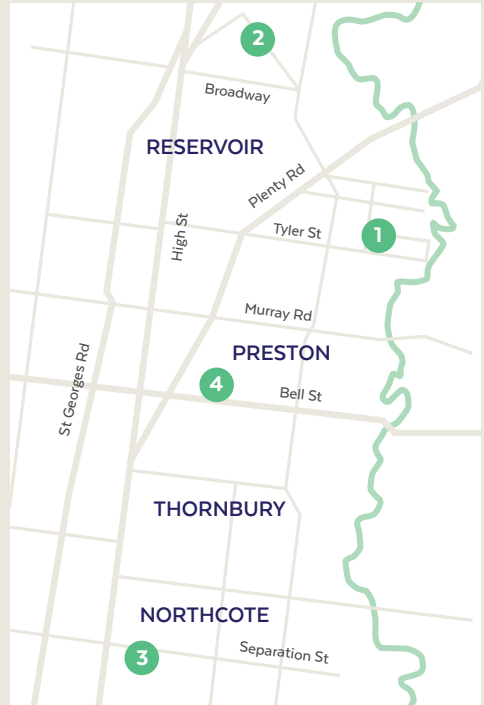 2
Broadway
RESERVOIR
Plenty Rd
High St
Tyler St
1
Murray Rd
PRESTON
St Georges Rd
4
Bell St
THORNBURY
NORTHCOTE
3
Separation St